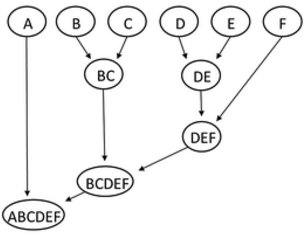 A B C D E F
BC DE
DEF
BCDEF
ABCDEF